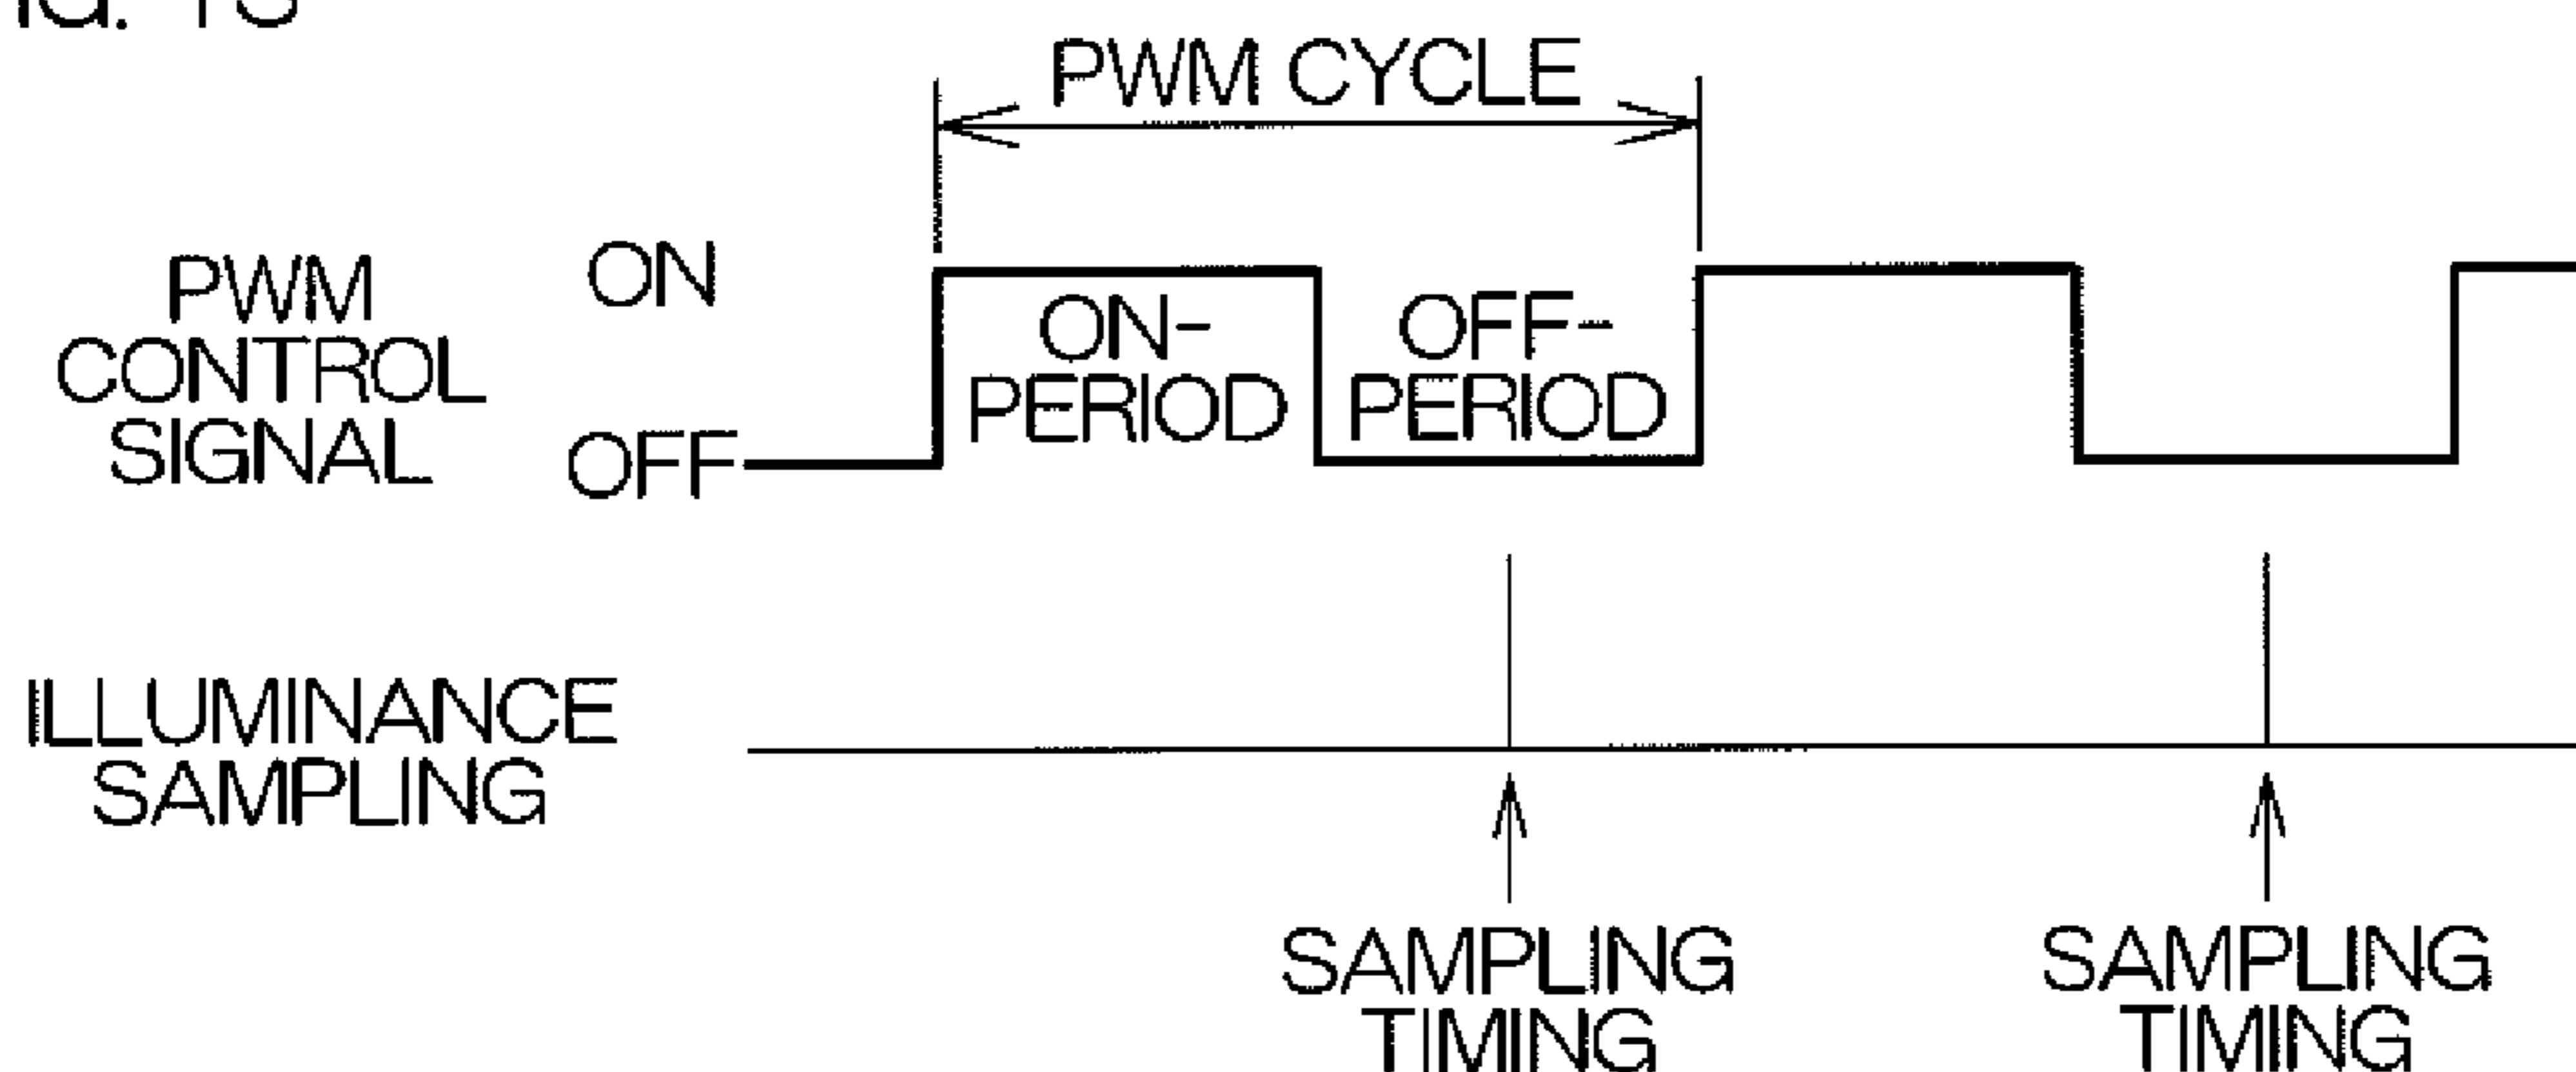 PWM CYCLE
PWM
CONTROL
SIGNAL
ON
OFF
ON-
PERIOD
OFF-
PERIOD
ILLUMINANCE
SAMPLING
SAMPLING
TIMING
SAMPLING
TIMING